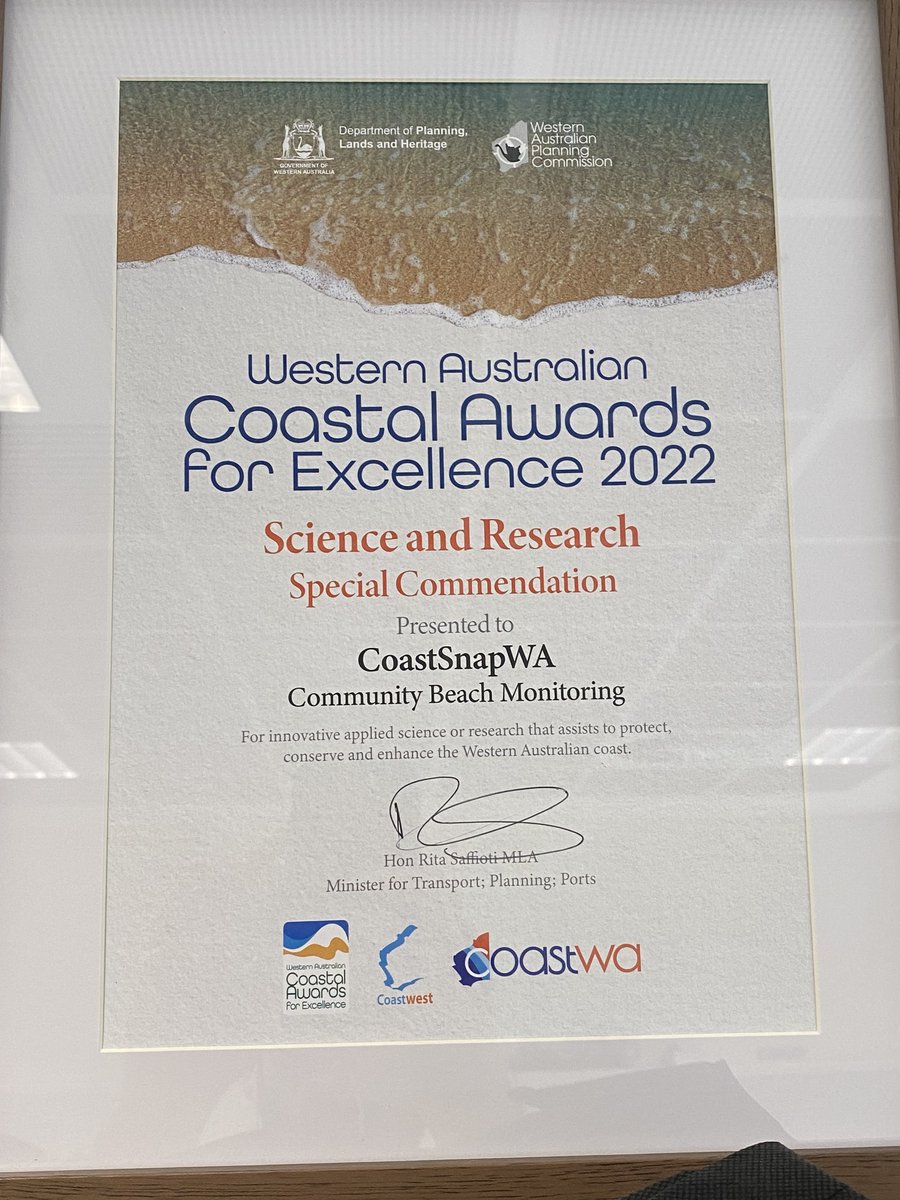 GOVERNMENT OF
WESTERN AUSTRALIA
Department of Planning,
Lands and Heritage
Western
Australian
Planning
Commission
Western Australian
Coastal Awards
for Excellence 2022
Science and Research
Special Commendation
Presented to
CoastSnapWA
Community Beach Monitoring
For innovative applied science or research that assists to protect,
conserve and enhance the Western Australian coast.
Hon Rita Saffioti MLA
Minister for Transport; Planning; Ports
Western Australian
Coastal
Awards
for Excellence
Coastwest
Coastwa